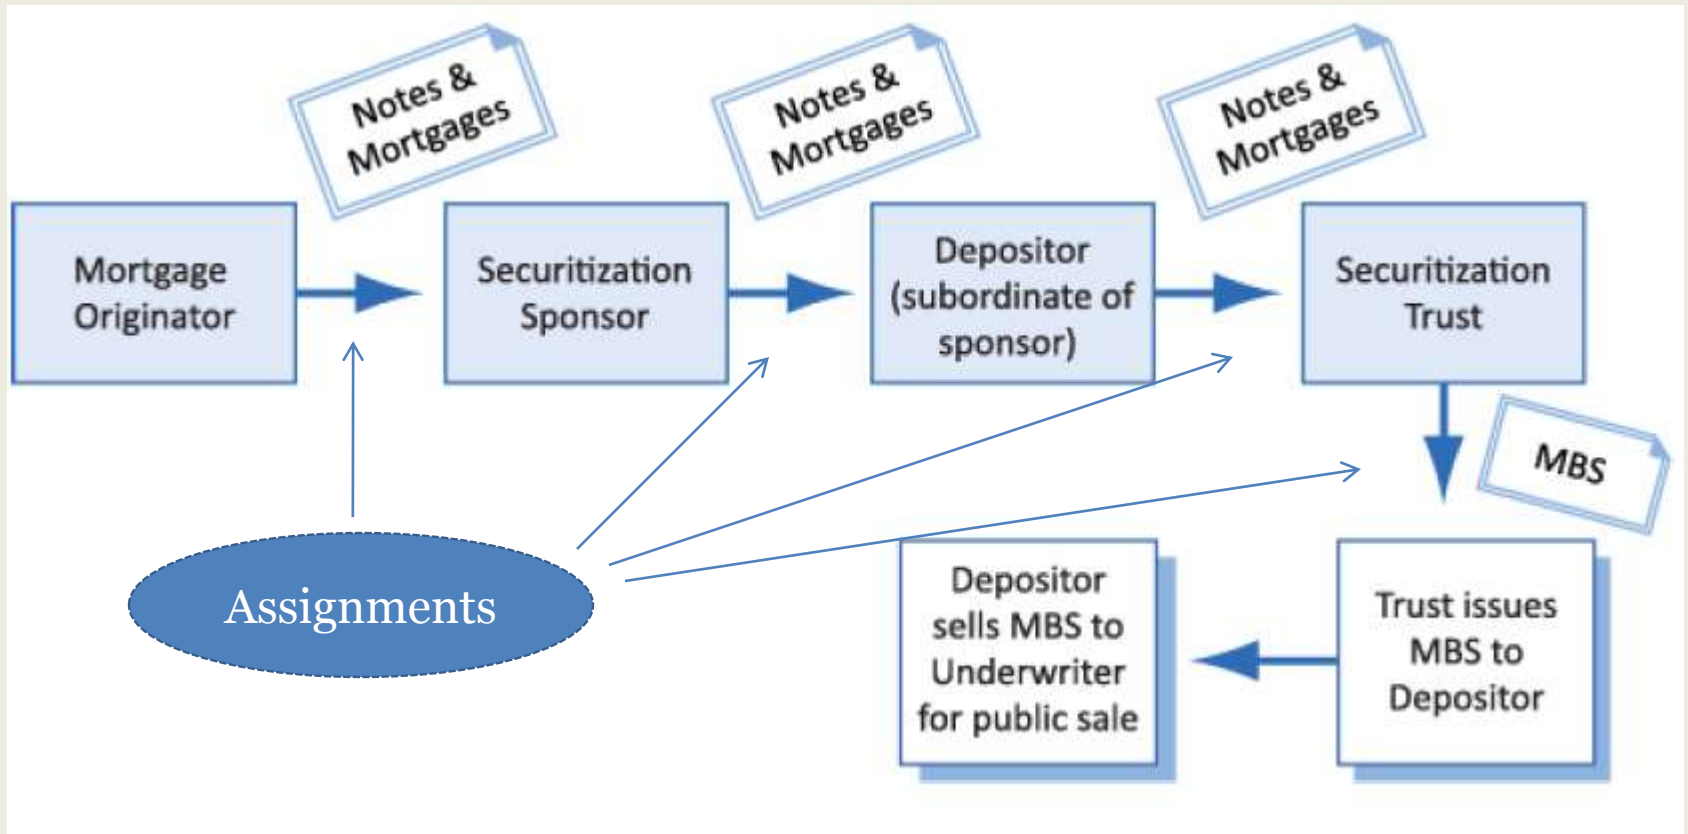 Notes &
Mortgages
Notes &
Mortgages
Notes &
Mortgages
Mortgage
Originator
Securitization
Sponsor
Depositor
(subordinate of
sponsor)
Securitization
Trust
MBS
Assignments
Trust issues
MBS to
Depositor
Depositor
sells MBS to
Underwriter
for public sale